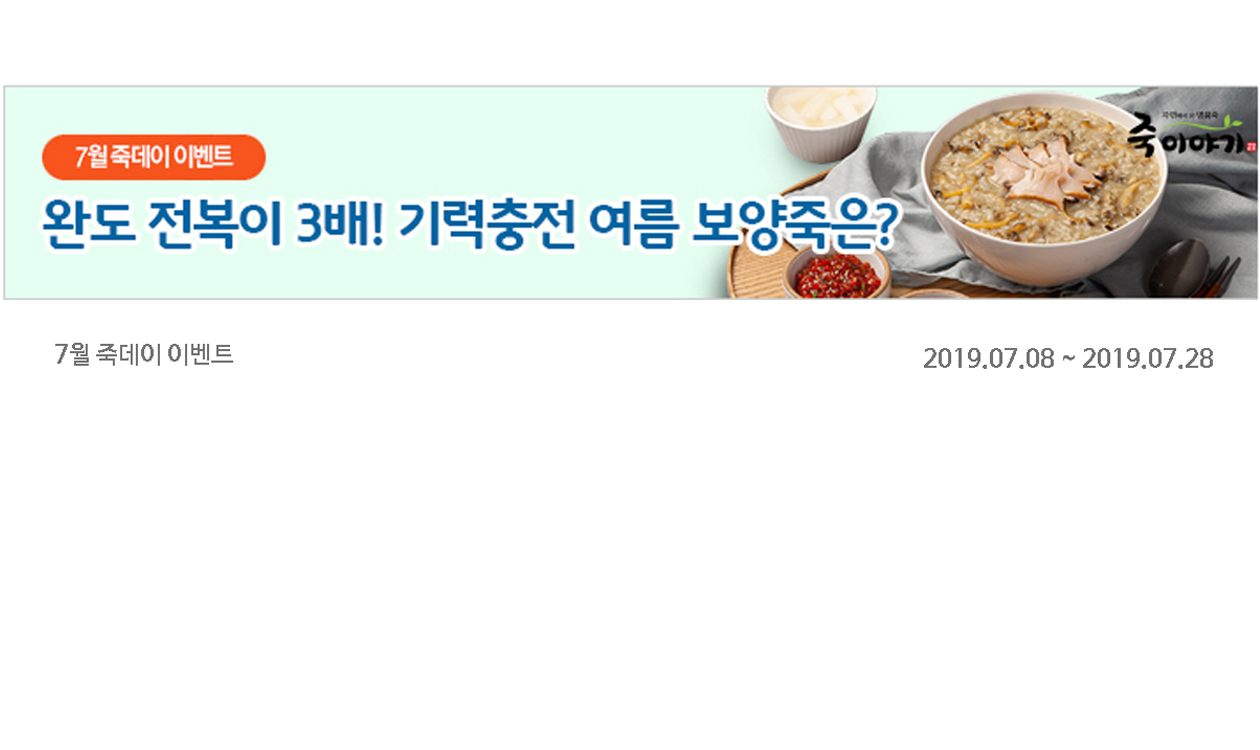 7월 죽데이 이벤트
완도 전복이 3배! 기력충전 여름 보양죽은?
죽이야기
7월 죽데이 이벤트
2019.07.08 ~ 2019.07.28